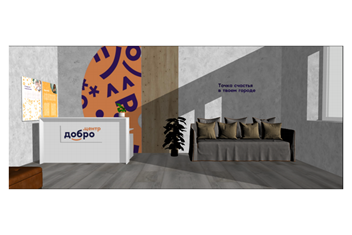 центр
добро
Точка счастья
в твоем городе